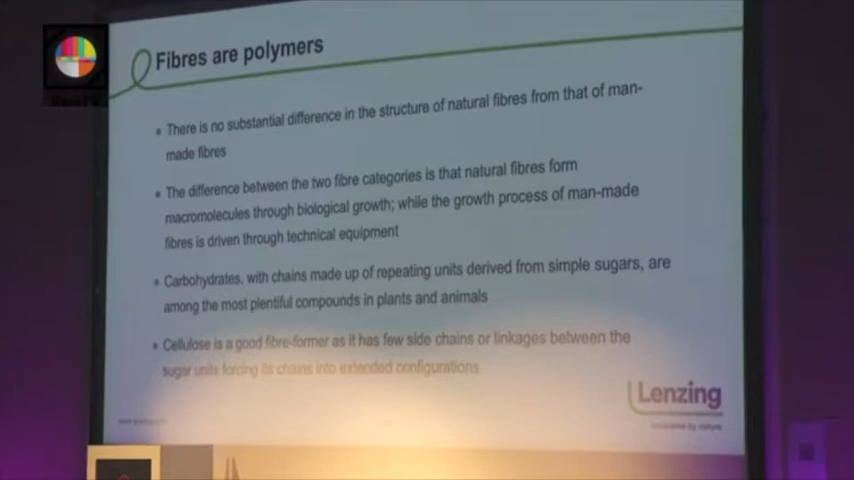 Fibres are polymers
There is no substantial difference in the structure of natural fibres from that of man-
made fibres
The difference between the two fibre categories is that natural fibres form
macromolecules through biological growth; while the growth process of man-made
fibres is driven through technical equipment
Carbohydrates, with chains made up of repeating units derived from simple sugars, are
among the most plentiful compounds in plants and animals
Cellulose is a good fibre-former as it has few side chains or linkages between the
sugar units forcing its chains into extended configurations
Lenzing